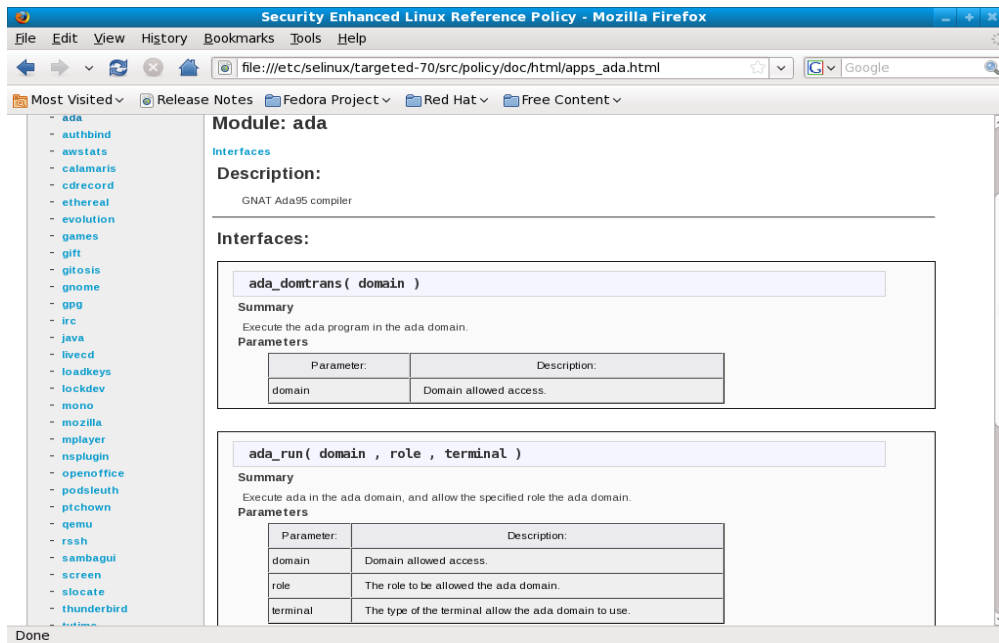 Security Enhanced Linux Reference Policy - Mozilla Firefox
File Edit View History Bookmarks Tools Help
file:///etc/selinux/targeted-70/src/policy/doc/html/apps_ada.html
G Google
Most Visited Release Notes Fedora Project Red Hat Free Content
- ada
- authbind
- awstats
- calamaris
- cdrecord
- ethereal
- evolution
- games
- gift
- gitosis
- gnome
- gpg
- irc
- java
- livecd
- loadkeys
- lockdev
- mono
- mozilla
- mplayer
- nsplugin
- openoffice
- podsleuth
- ptchown
- qemu
- rssh
- sambagui
- screen
- slocate
- thunderbird
Module: ada
Interfaces
Description:
GNAT Ada95 compiler
Interfaces:
ada_domtrans( domain )
Summary
Execute the ada program in the ada domain.
Parameters
Parameter: Description:
domain Domain allowed access.
ada_run( domain , role , terminal )
Summary
Execute ada in the ada domain, and allow the specified role the ada domain.
Parameters
Parameter: Description:
domain Domain allowed access.
role The role to be allowed the ada domain.
terminal The type of the terminal allow the ada domain to use.
Done